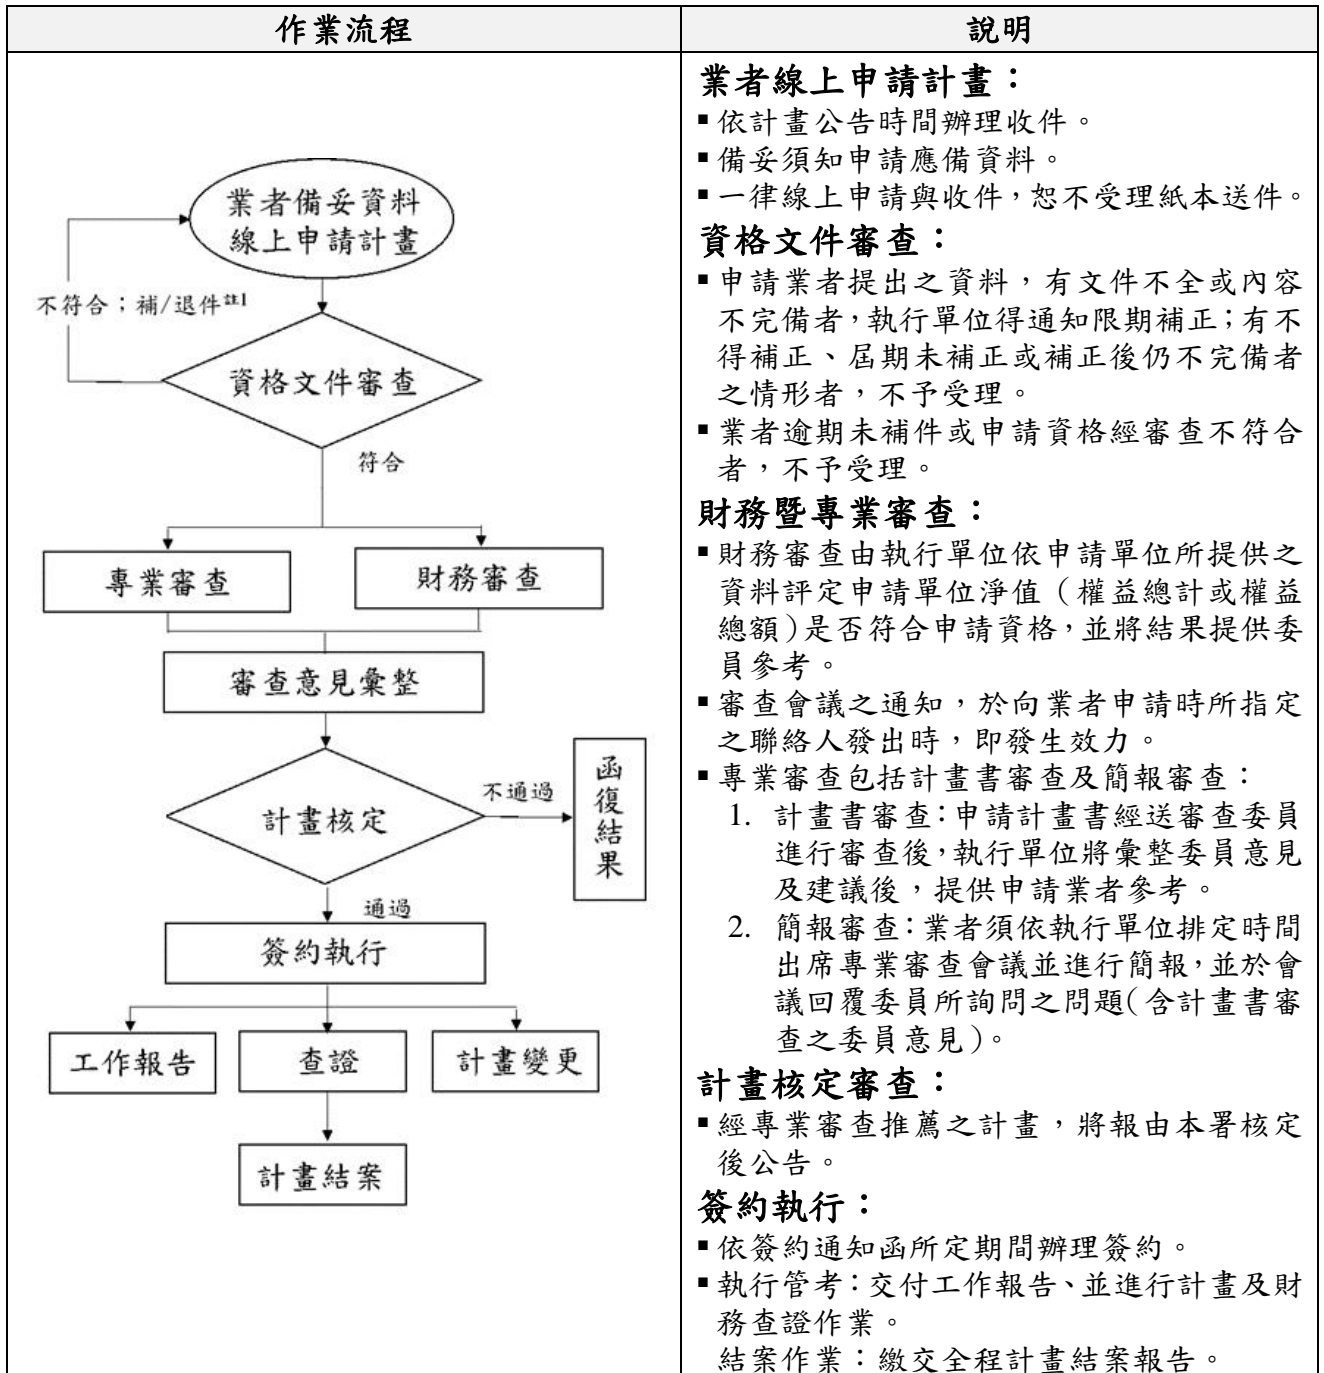 作業流程
說明
業者備妥資料
線上申請計畫
不符合；補/退件註1
資格文件審查
符合
專業審查
財務審查
審查意見彙整
計畫核定
不通過
函復結果
通過
簽約執行
工作報告
查證
計畫變更
計畫結案
業者線上申請計畫：
▪依計畫公告時間辦理收件。
▪備妥須知申請應備資料。
▪一律線上申請與收件，恕不受理紙本送件。
資格文件審查：
▪申請業者提出之資料，有文件不全或內容
不完備者，執行單位得通知限期補正；有不
得補正、屆期未補正或補正後仍不完備者
之情形者，不予受理。
▪業者逾期未補件或申請資格經審查不符合
者，不予受理。
財務暨專業審查：
▪財務審查由執行單位依申請單位所提供之
資料評定申請單位淨值（權益總計或權益
總額）是否符合申請資格，並將結果提供委
員參考。
▪審查會議之通知，於向業者申請時所指定
之聯絡人發出時，即發生效力。
▪專業審查包括計畫書審查及簡報審查：
1. 計畫書審查：申請計畫書經送審查委員
進行審查後，執行單位將彙整委員意見
及建議後，提供申請業者參考。
2. 簡報審查：業者須依執行單位排定時間
出席專業審查會議並進行簡報，並於會
議回覆委員所詢問之問題（含計畫書審
查之委員意見）。
計畫核定審查：
▪經專業審查推薦之計畫，將報由本署核定
後公告。
簽約執行：
▪依簽約通知函所定期間辦理簽約。
▪執行管考：交付工作報告、並進行計畫及財
務查證作業。
結案作業：繳交全程計畫結案報告。